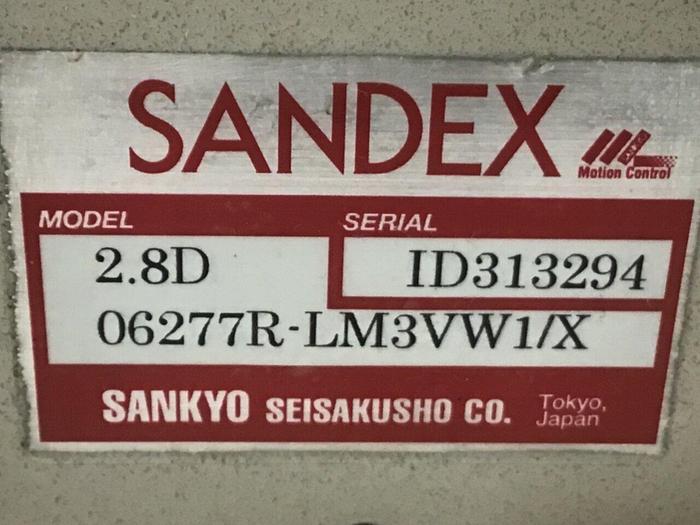 SANDEX
Motion Control
MODEL
SERIAL
2.8D
ID313294
06277R-LM3VW1/X
SANKYO SEISAKUSHO CO.
Tokyo,
Japan